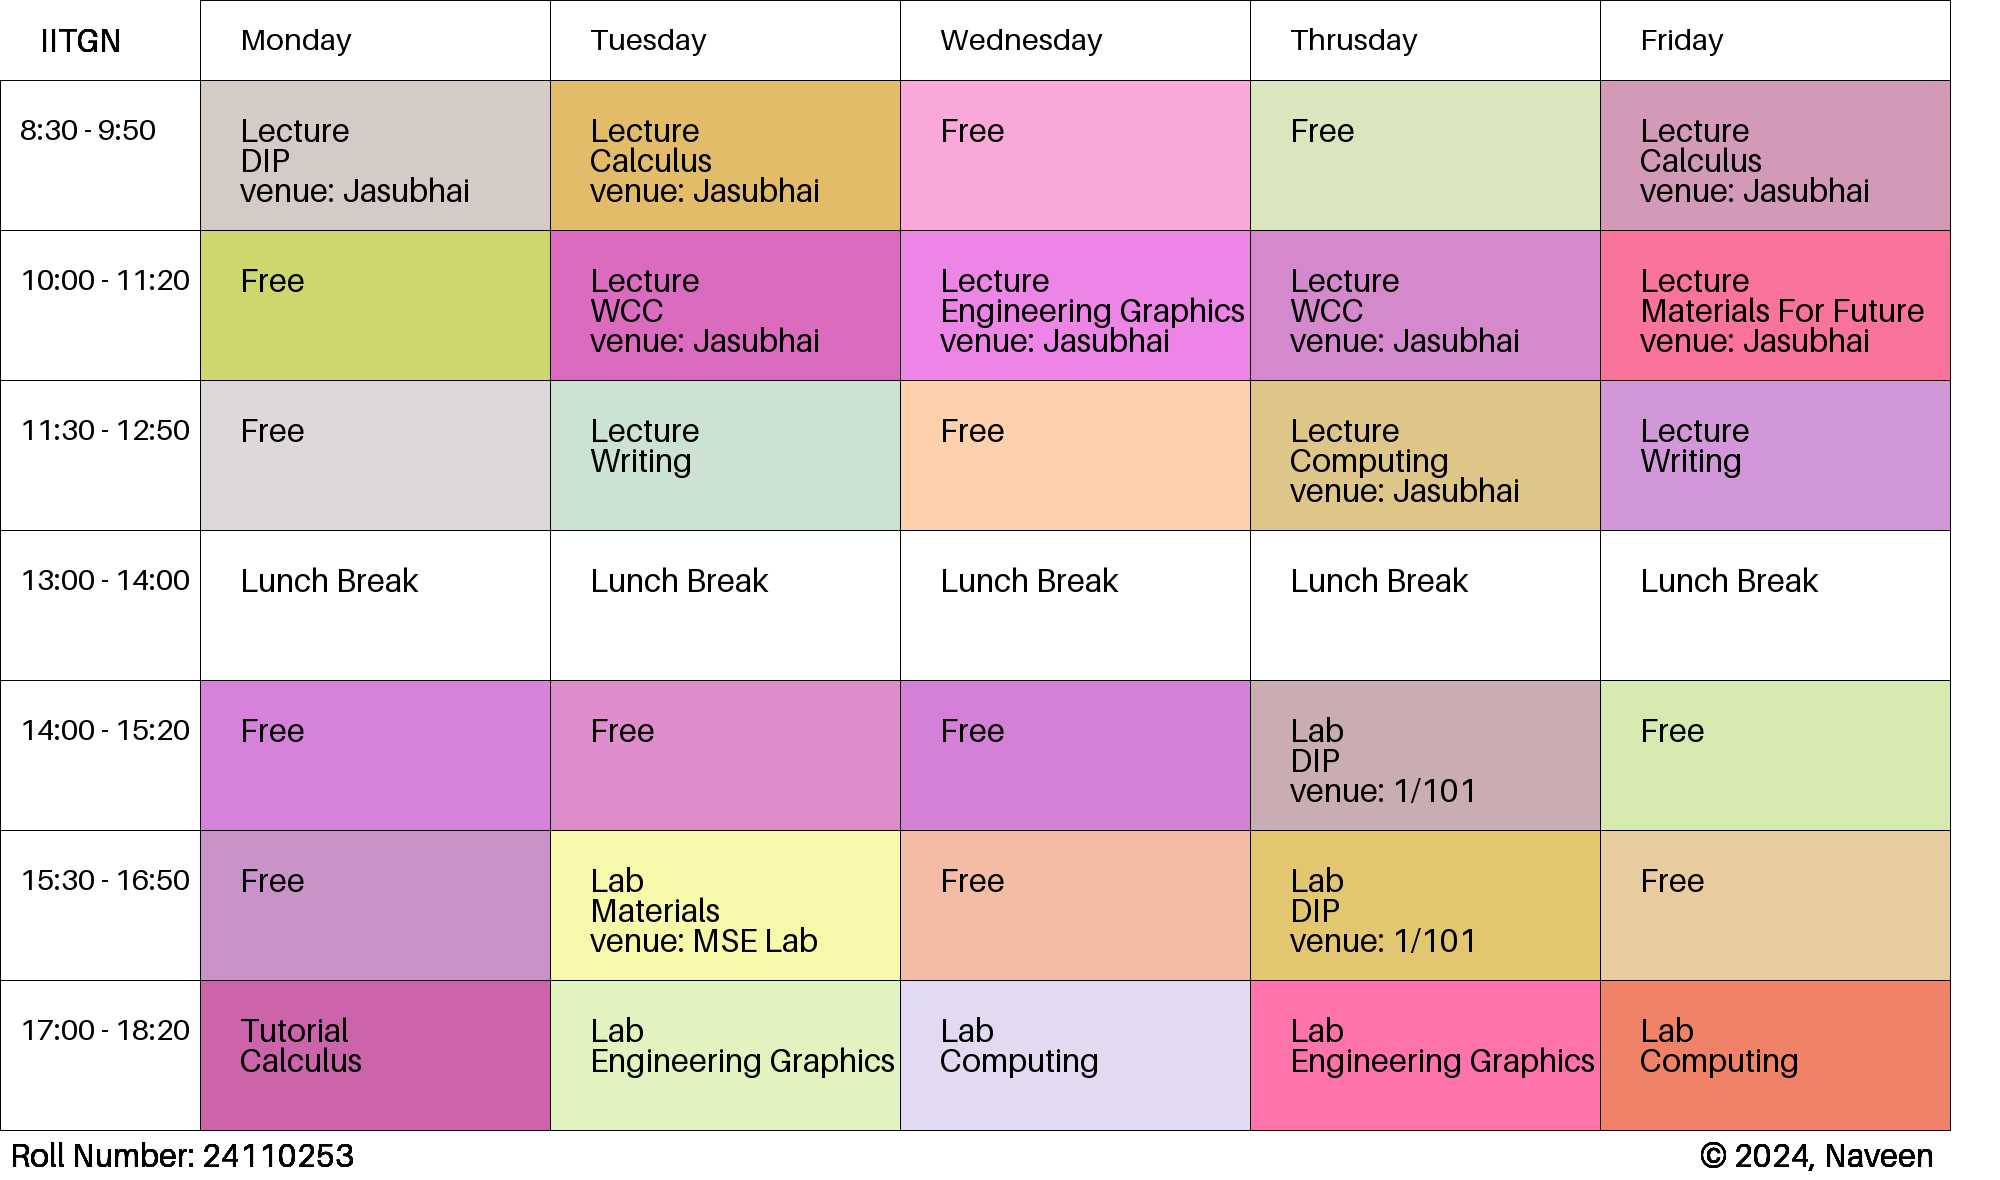 IITGN
Monday
Tuesday
Wednesday
Thrusday
Friday
8:30 - 9:50
Lecture
DIP
venue: Jasubhai
Lecture
Calculus
venue: Jasubhai
Free
Free
Lecture
Calculus
venue: Jasubhai
10:00 - 11:20
Free
Lecture
WCC
venue: Jasubhai
Lecture
Engineering Graphics
venue: Jasubhai
Lecture
WCC
venue: Jasubhai
Lecture
Materials For Future
venue: Jasubhai
11:30 - 12:50
Free
Lecture
Writing
Free
Lecture
Computing
venue: Jasubhai
Lecture
Writing
13:00 - 14:00
Lunch Break
Lunch Break
Lunch Break
Lunch Break
Lunch Break
14:00 - 15:20
Free
Free
Free
Lab
DIP
venue: 1/101
Free
15:30 - 16:50
Free
Lab
Materials
venue: MSE Lab
Free
Lab
DIP
venue: 1/101
Free
17:00 - 18:20
Tutorial
Calculus
Lab
Engineering Graphics
Lab
Computing
Lab
Engineering Graphics
Lab
Computing
Roll Number: 24110253
© 2024, Naveen